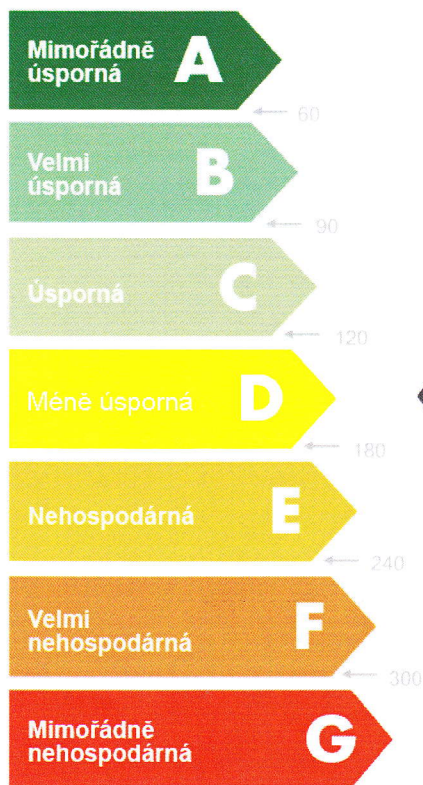 Mimořádně
úsporná
A
60
Velmi
úsporná
B
90
Úsporná
C
120
Méně úsporná
D
180
Nehospodárná
E
240
Velmi
nehospodárná
F
300
Mimořádně
nehospodárná
G